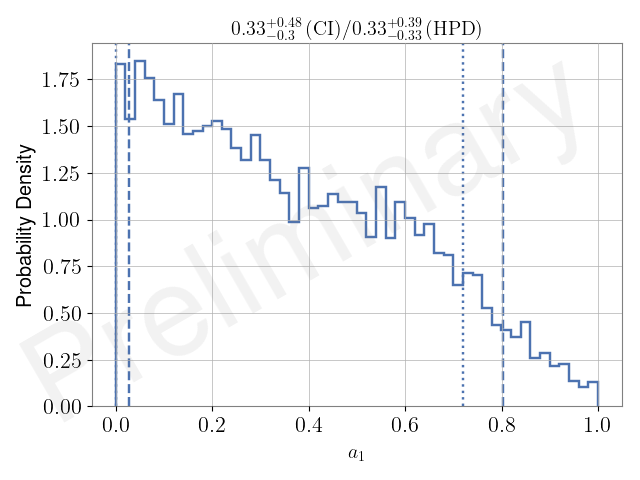 0.33^{+0.48}_{-0.3}(CI)/0.33^{+0.39}_{-0.33}(HPD)
Probability Density
1.75
1.50
1.25
1.00
0.75
0.50
0.25
0.00
Preliminary
0.0 0.2 0.4 0.6 0.8 1.0
a_1